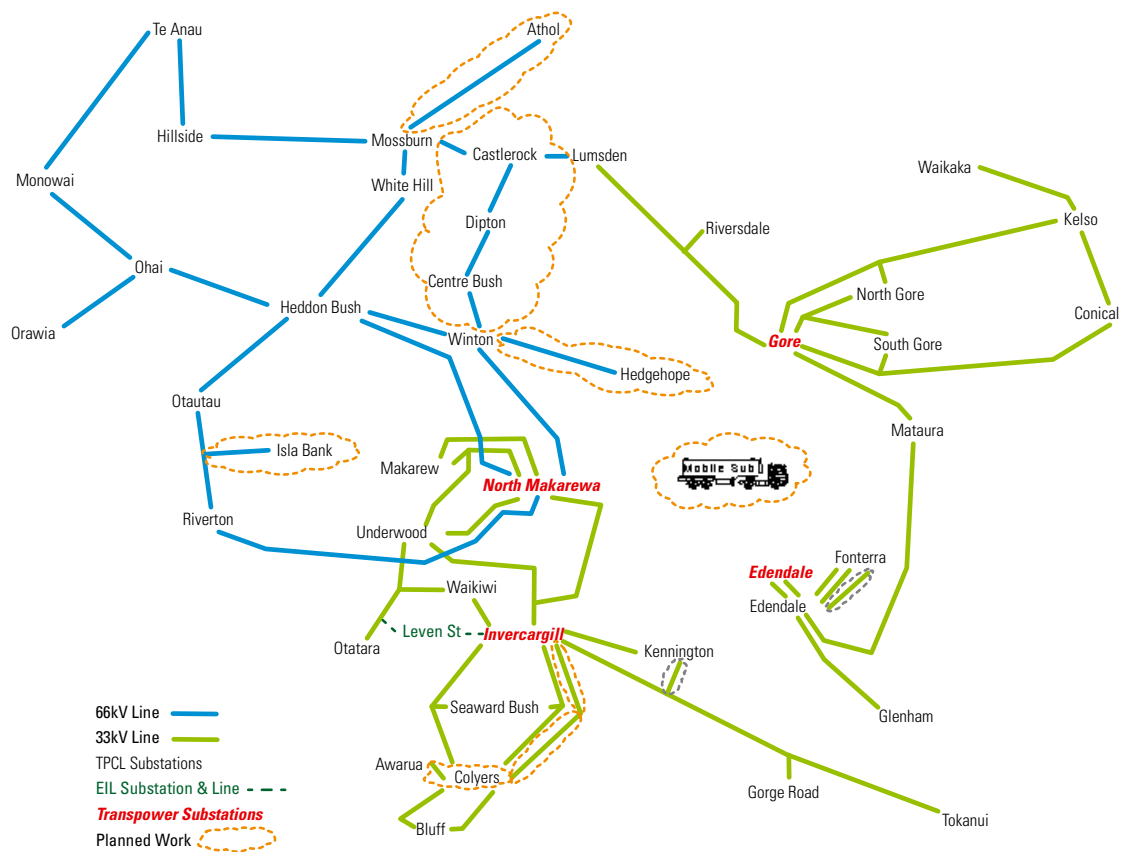 Te Anau
Athol
Hillside
Mossburn
Castlerock
Lumsden
Waikaka
Monowai
White Hill
Kelso
Dipton
Riversdale
Ohai
Centre Bush
North Gore
Heddon Bush
Conical
Orawia
Winton
Gore
South Gore
Hedgehope
Otautau
Mataura
Isla Bank
Makarew
Mobile Sub
North Makarewa
Riverton
Underwood
Fonterra
Edendale
Waikiwi
Edendale
Leven St
Invercargill
Otatara
Kennington
Seaward Bush
Glenham
66kV Line
33kV Line
TPCL Substations
Awarua
Colyers
EIL Substation & Line
Gorge Road
Transpower Substations
Bluff
Tokanui
Planned Work